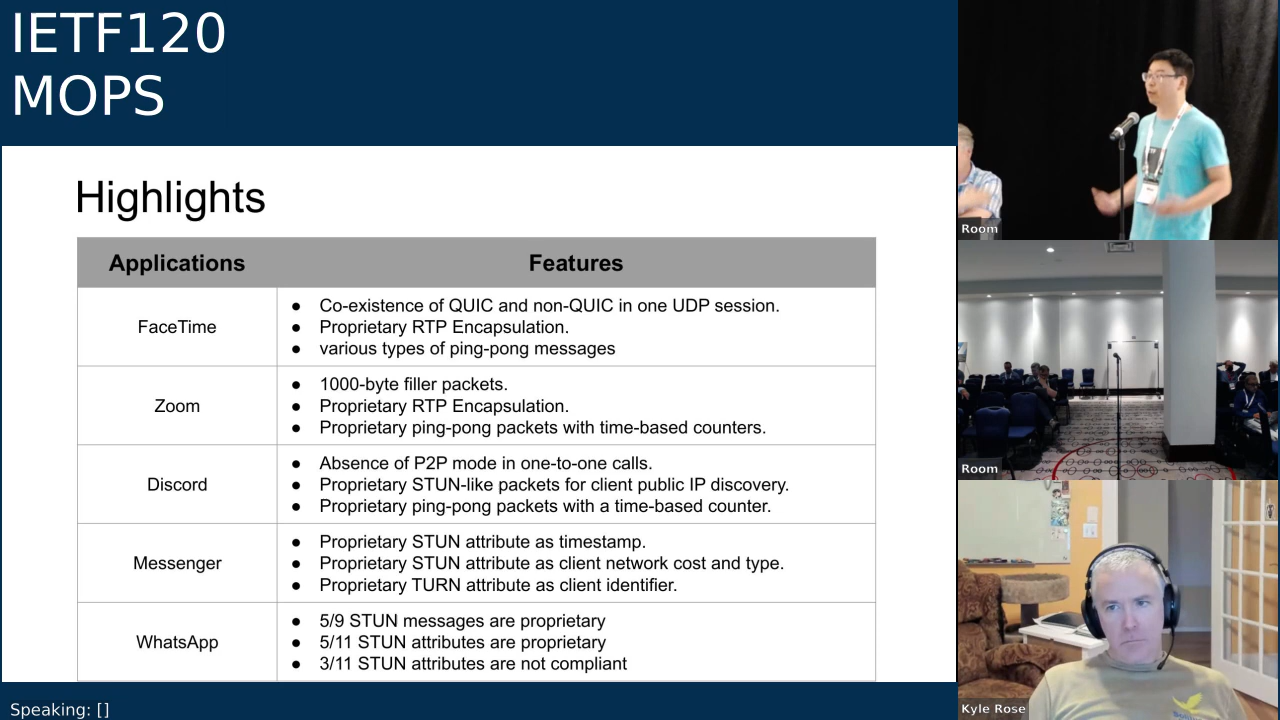 IETF120
MOPS
Highlights
Applications Features
FaceTime
● Co-existence of QUIC and non-QUIC in one UDP session.
● Proprietary RTP Encapsulation.
● various types of ping-pong messages
Zoom
● 1000-byte filler packets.
● Proprietary RTP Encapsulation.
● Proprietary ping-pong packets with time-based counters.
Discord
● Absence of P2P mode in one-to-one calls.
● Proprietary STUN-like packets for client public IP discovery.
● Proprietary ping-pong packets with a time-based counter.
Messenger
● Proprietary STUN attribute as timestamp.
● Proprietary STUN attribute as client network cost and type.
● Proprietary TURN attribute as client identifier.
WhatsApp
● 5/9 STUN messages are proprietary
● 5/11 STUN attributes are proprietary
● 3/11 STUN attributes are not compliant
Speaking: []
Room
Room
Kyle Rose